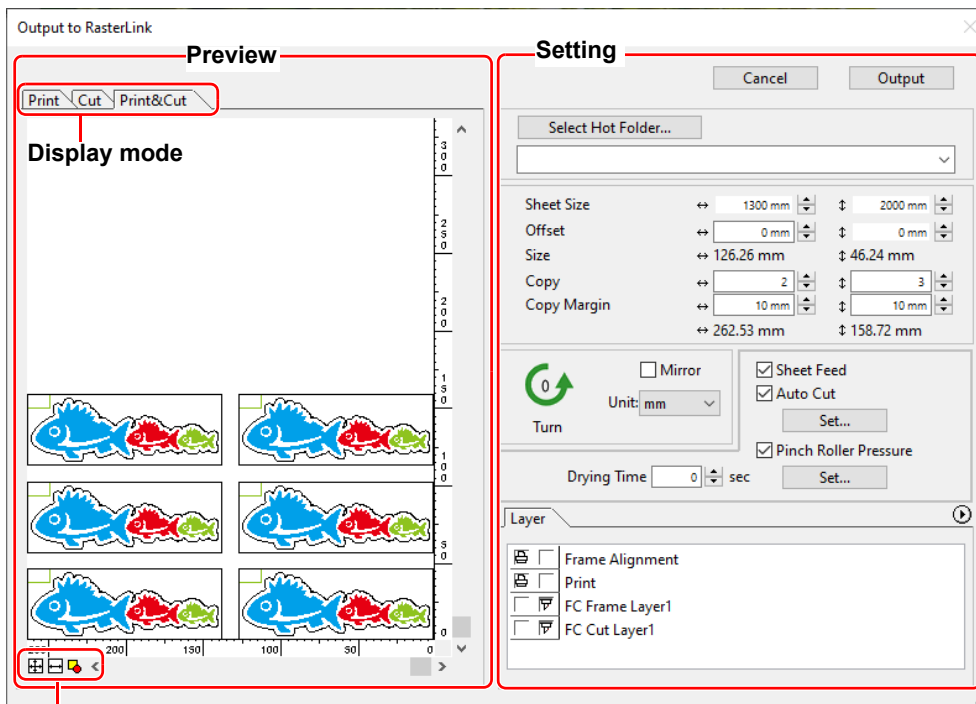 Output to RasterLink
Preview
Setting
Cancel Output
Print Cut Print&Cut
Display mode
Select Hot Folder...
Sheet Size ↔ 1300 mm ↕ 2000 mm
Offset ↔ 0 mm ↕ 0 mm
Size ↔ 126.26 mm ↕ 46.24 mm
Copy ↔ 2 ↕ 3
Copy Margin ↔ 10 mm ↕ 10 mm
↔ 262.53 mm ↕ 158.72 mm
0
Turn
Mirror
Unit: mm
Sheet Feed
Auto Cut
Set...
Pinch Roller Pressure
Set...
Drying Time 0 sec
Layer
Frame Alignment
Print
FC Frame Layer1
FC Cut Layer1
300
250
200
150
100
50
0
200 150 100 50 0